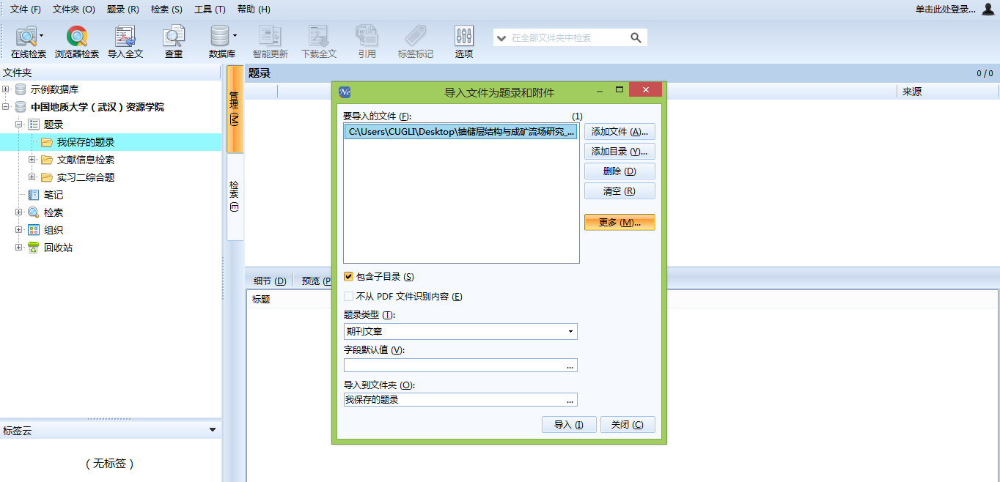 文件 (F) 文件夹 (O) 题录 (R) 检索 (S) 工具 (T) 帮助 (H) 单击此处登录...
在线检索 浏览器检索 导入全文 查重 数据库 智能更新 下载全文 引用 标签标记 选项 在全部文件夹中检索
文件夹
示例数据库
中国地质大学（武汉）资源学院
题录
我保存的题录
文献信息检索
实习二综合题
笔记
检索
组织
回收站
标签云
（无标签）
管理 (M)
检索 (E)
题录 0 / 0
来源
细节 (D) 预览 (P
标题
Ne 导入文件为题录和附件
要导入的文件 (F): (1)
C:\Users\CUGLI\Desktop\铀储层结构与成矿流场研究_...
添加文件 (A)...
添加目录 (Y)...
删除 (D)
清空 (R)
更多 (M)...
包含子目录 (S)
不从 PDF 文件识别内容 (E)
题录类型 (T):
期刊文章
字段默认值 (V):
...
导入到文件夹 (O):
我保存的题录 ...
导入 (I) 关闭 (C)